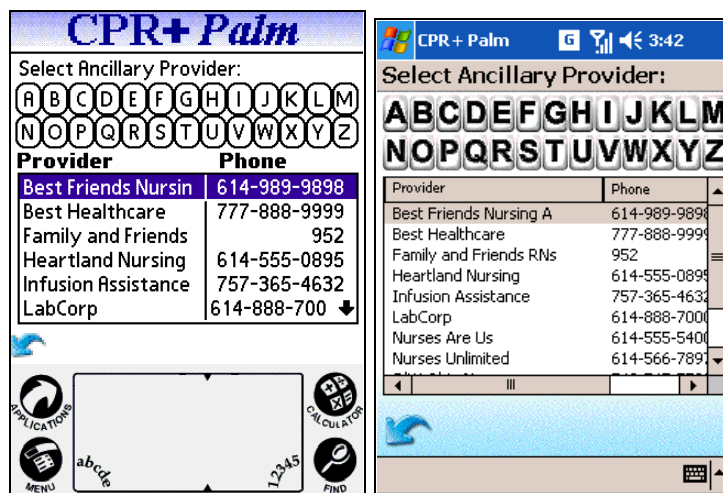 CPR+ Palm
Select Ancillary Provider:
A B C D E F G H I J K L M
N O P Q R S T U V W X Y Z
Provider Phone
Best Friends Nursin 614-989-9898
Best Healthcare 777-888-9999
Family and Friends 952
Heartland Nursing 614-555-0895
Infusion Assistance 757-365-4632
LabCorp 614-888-700
APPLICATIONS
CALCULATOR
abcde
12345
MENU
FIND
CPR+ Palm G 3:42
Select Ancillary Provider:
A B C D E F G H I J K L M
N O P Q R S T U V W X Y Z
Provider Phone
Best Friends Nursing A 614-989-9898
Best Healthcare 777-888-9999
Family and Friends RNs 952
Heartland Nursing 614-555-0895
Infusion Assistance 757-365-4632
LabCorp 614-888-7000
Nurses Are Us 614-555-5400
Nurses Unlimited 614-566-7897